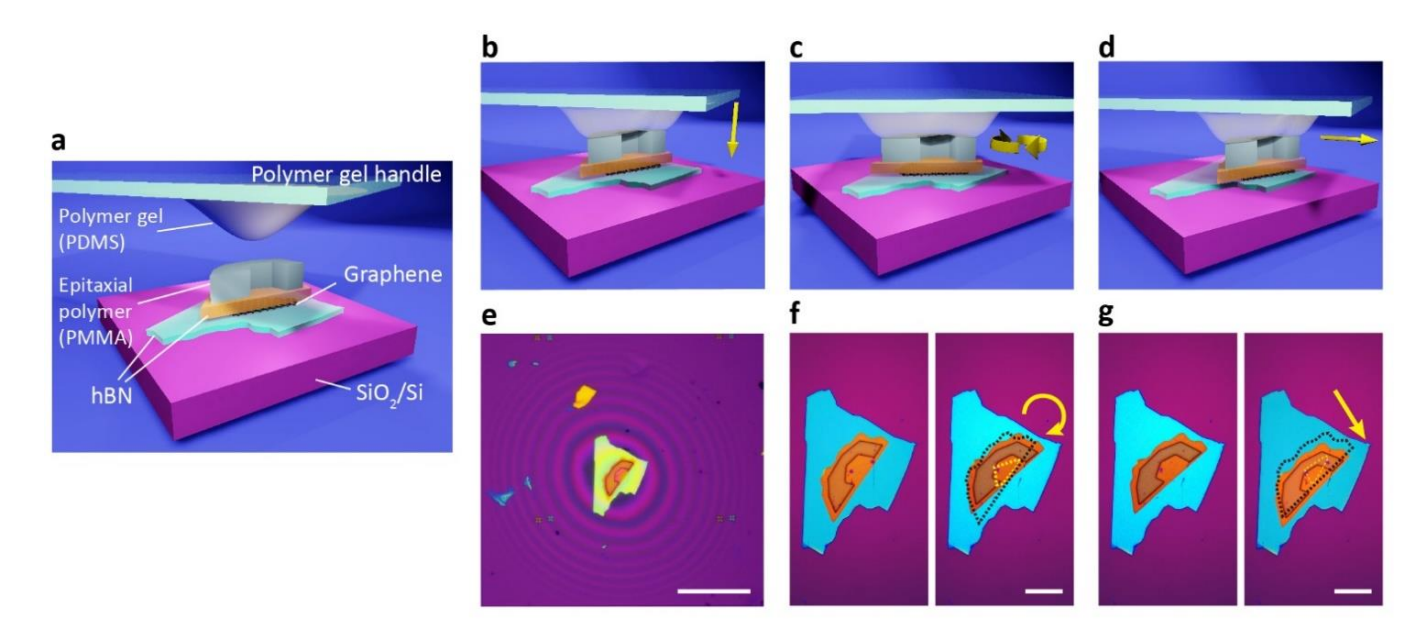 a
Polymer gel handle
Polymer gel
(PDMS)
Epitaxial
polymer
(PMMA)
Graphene
hBN
SiO₂/Si
b
c
d
e
f
g